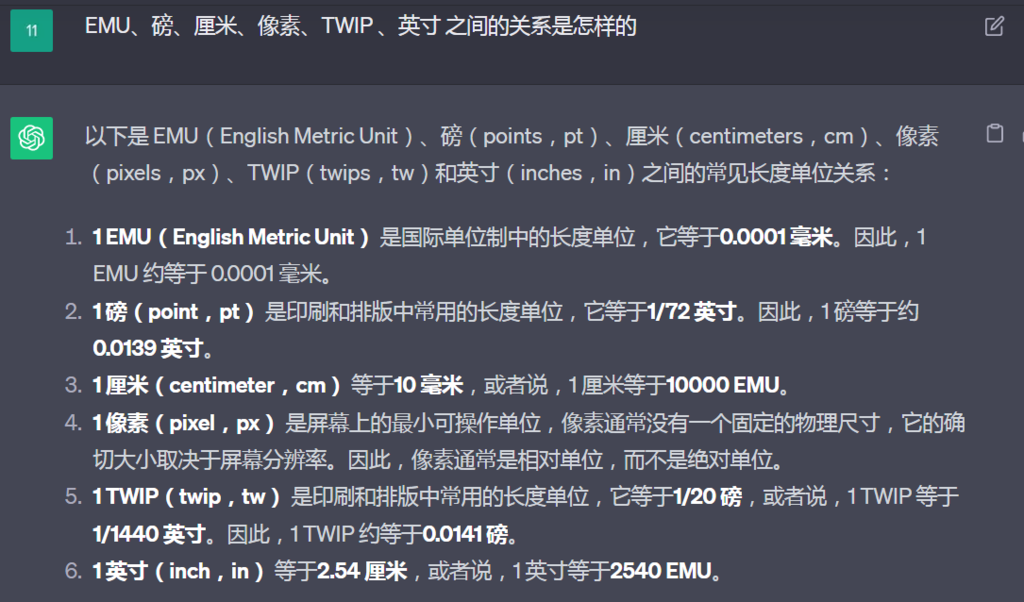 11
EMU、磅、厘米、像素、TWIP 、英寸 之间的关系是怎样的
以下是 EMU（English Metric Unit）、磅（points，pt）、厘米（centimeters，cm）、像素
（pixels，px）、TWIP（twips，tw）和英寸（inches，in）之间的常见长度单位关系：
1. 1 EMU（English Metric Unit） 是国际单位制中的长度单位，它等于0.0001 毫米。因此，1
EMU 约等于 0.0001 毫米。
2. 1 磅（point，pt） 是印刷和排版中常用的长度单位，它等于1/72 英寸。因此，1 磅等于约
0.0139 英寸。
3. 1 厘米（centimeter，cm） 等于10 毫米，或者说，1 厘米等于10000 EMU。
4. 1 像素（pixel，px） 是屏幕上的最小可操作单位，像素通常没有一个固定的物理尺寸，它的确
切大小取决于屏幕分辨率。因此，像素通常是相对单位，而不是绝对单位。
5. 1 TWIP（twip，tw） 是印刷和排版中常用的长度单位，它等于1/20 磅，或者说，1 TWIP 等于
1/1440 英寸。因此，1 TWIP 约等于0.0141 磅。
6. 1 英寸（inch，in） 等于2.54 厘米，或者说，1 英寸等于2540 EMU。